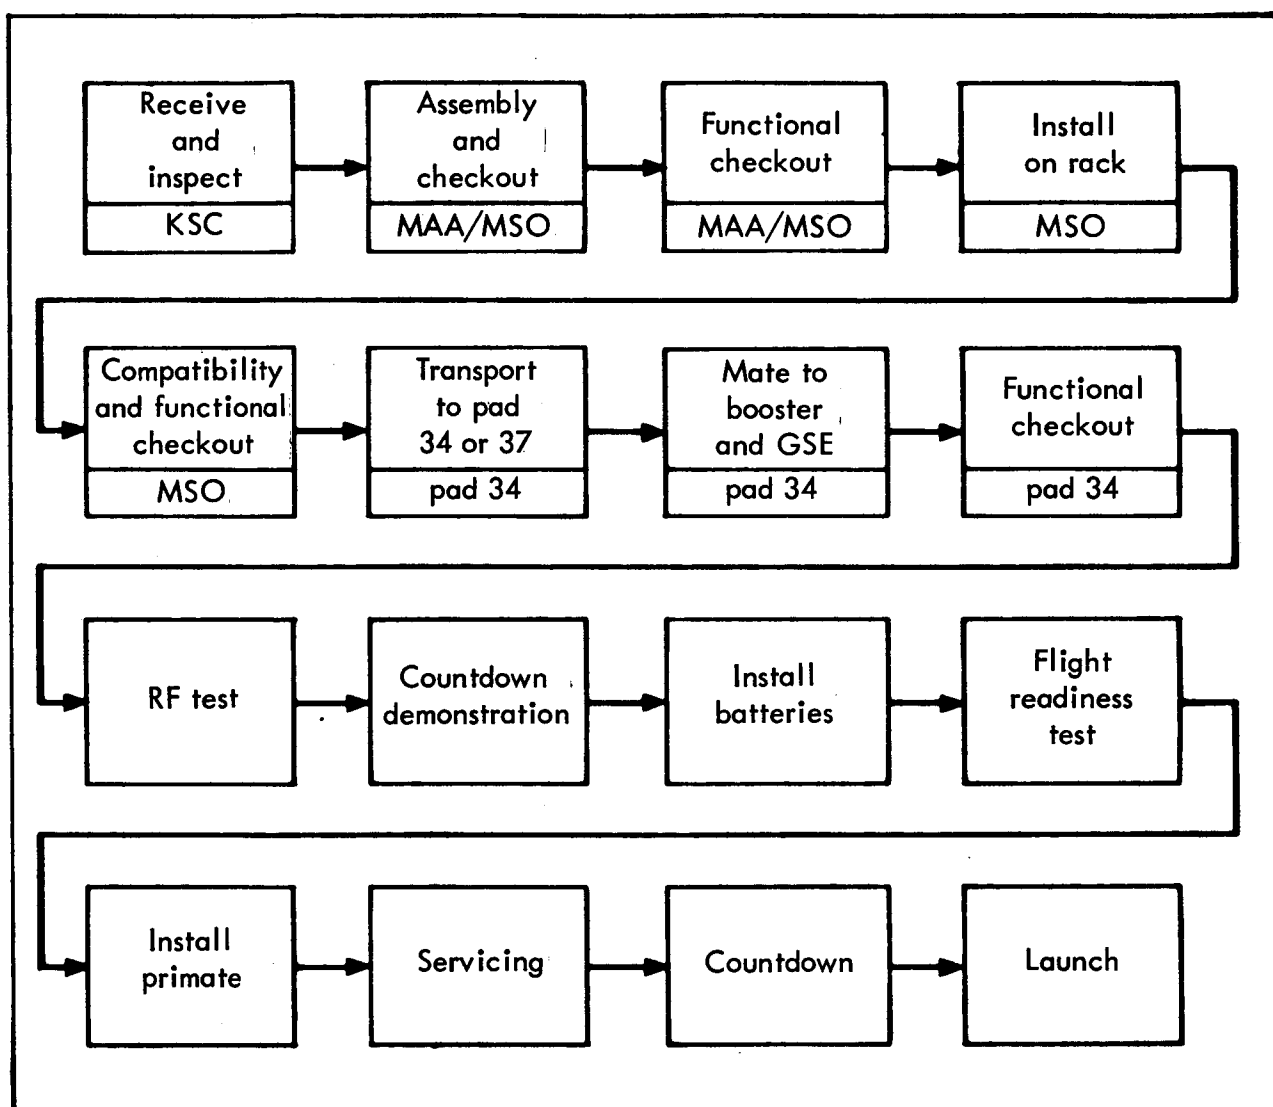 Receive
and
inspect
KSC
Assembly
and
checkout
MAA/MSO
Functional
checkout
MAA/MSO
Install
on rack
MSO
Compatibility
and functional
checkout
MSO
Transport
to pad
34 or 37
pad 34
Mate to
booster
and GSE
pad 34
Functional
checkout
pad 34
RF test
Countdown
demonstration
Install
batteries
Flight
readiness
test
Install
primate
Servicing
Countdown
Launch